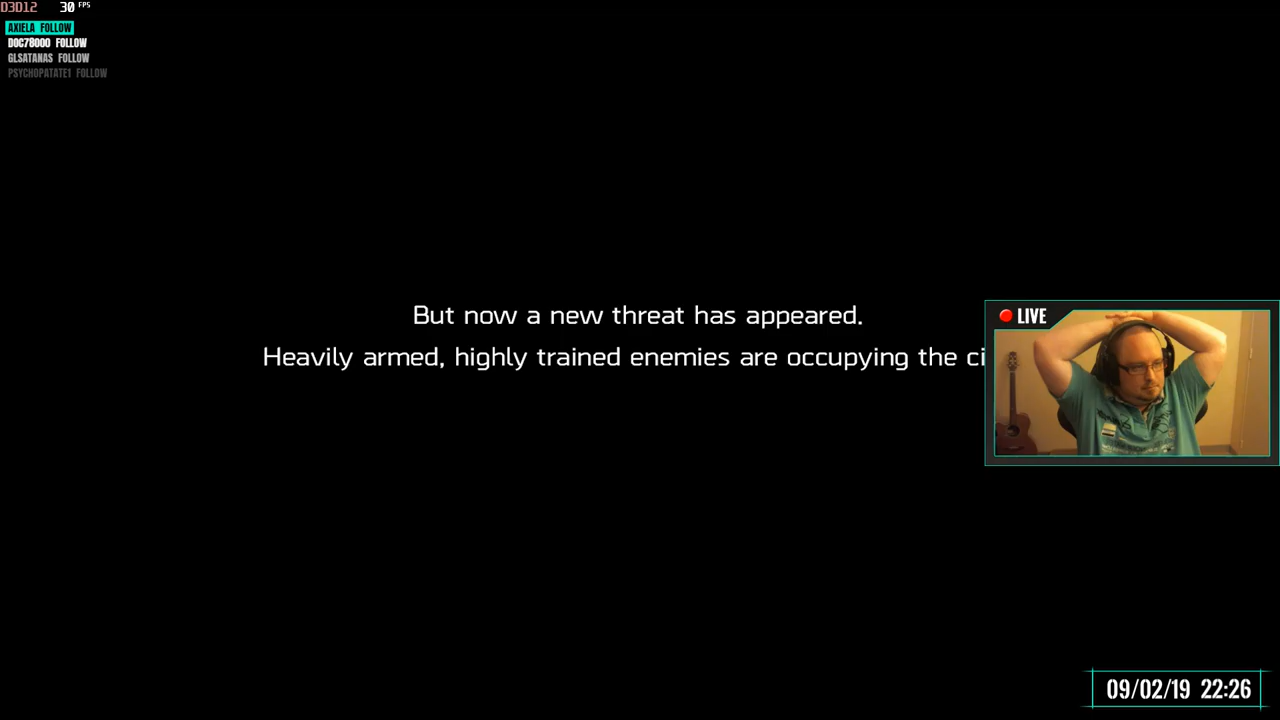 D3D12 30 FPS
AXIELA FOLLOW
DOC78000 FOLLOW
GLSATANAS FOLLOW
PSYCHOPATATE1 FOLLOW
But now a new threat has appeared.
Heavily armed, highly trained enemies are occupying the ci
LIVE
09/02/19 22:26